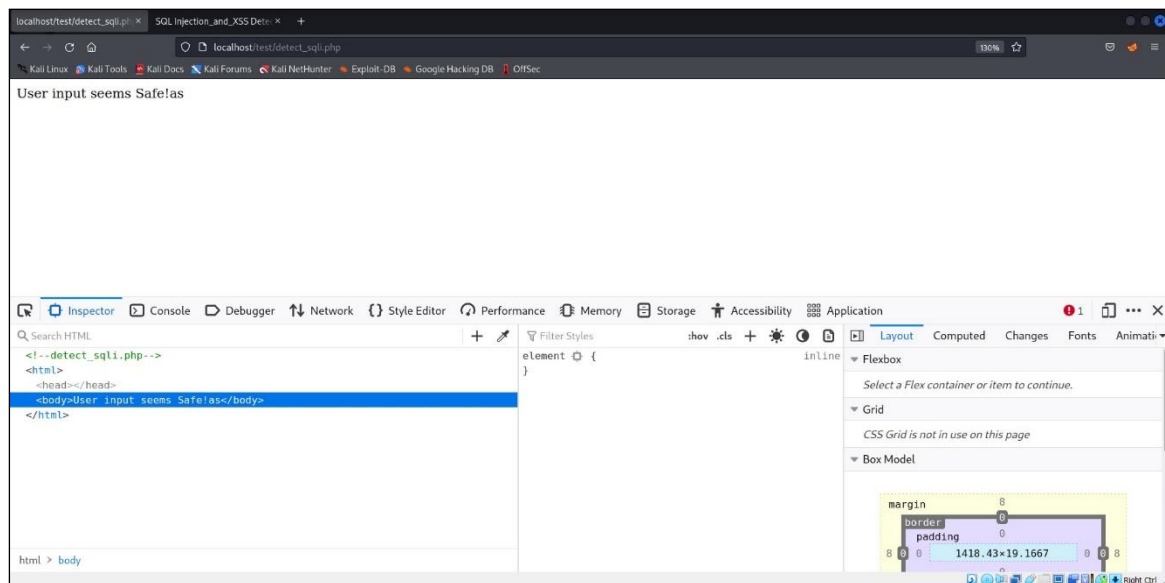 localhost/test/detect_sqli.ph
SQL Injection_and_XSS Dete
localhost/test/detect_sqli.php
130%
Kali Linux Kali Tools Kali Docs Kali Forums Kali NetHunter Exploit-DB Google Hacking DB OffSec
User input seems Safe!as
Inspector Console Debugger Network {} Style Editor Performance Memory Storage Accessibility Application 1
Search HTML
Filter Styles
:hov .cls
Layout Computed Changes Fonts Animati
<!--detect_sqli.php-->
<html>
<head></head>
<body>User input seems Safe!as</body>
</html>
element {
inline
}
Flexbox
Select a Flex container or item to continue.
Grid
CSS Grid is not in use on this page
Box Model
margin 8
border 0
padding 0
8 0 0 1418.43×19.1667 0 0 8
html > body
Right Ctrl